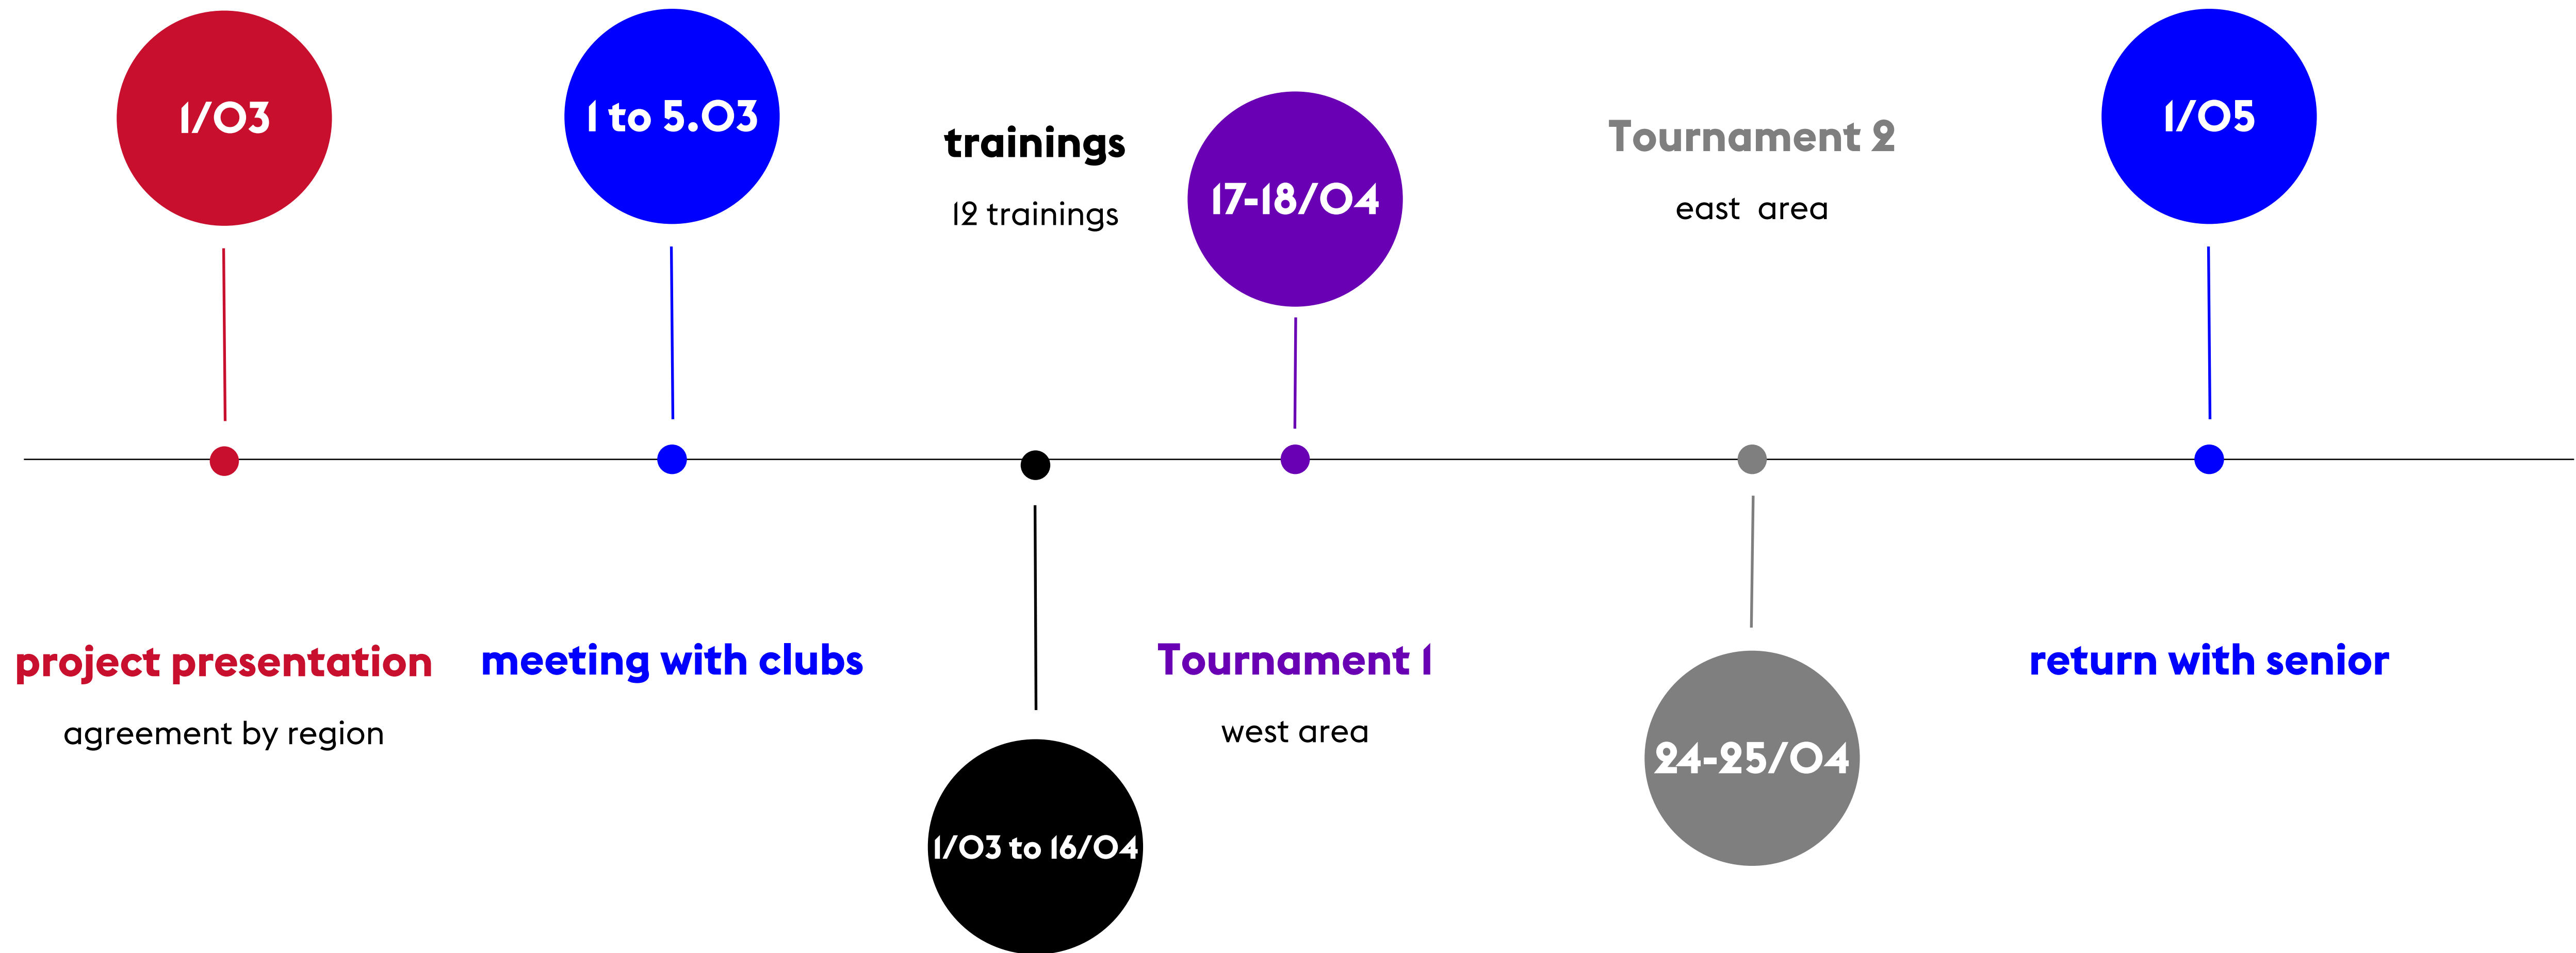 1/03
project presentation
agreement by region
1 to 5.03
meeting with clubs
trainings
12 trainings
1/03 to 16/04
17-18/04
Tournament 1
west area
Tournament 2
east area
24-25/04
1/05
return with senior